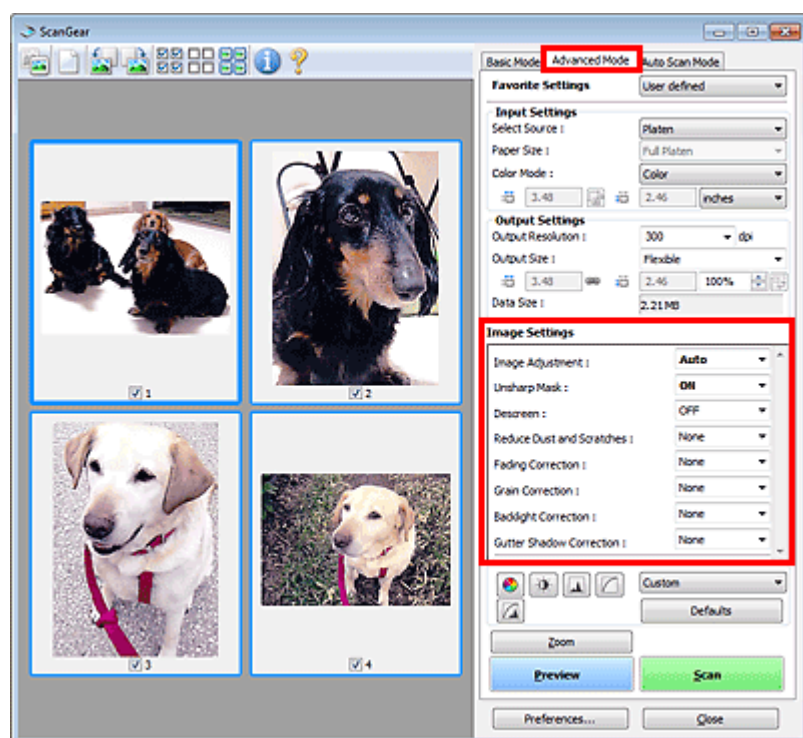 ScanGear
Basic Mode Advanced Mode Auto Scan Mode
Favorite Settings User defined
Input Settings
Select Source : Platen
Paper Size : Full Platen
Color Mode : Color
3.48 2.46 inches
Output Settings
Output Resolution : 300 dpi
Output Size : Flexible
3.48 2.46 100%
Data Size : 2.21 MB
Image Settings
Image Adjustment : Auto
Unsharp Mask : ON
Descreen : OFF
Reduce Dust and Scratches : None
Fading Correction : None
Grain Correction : None
Backlight Correction : None
Gutter Shadow Correction : None
Custom
Defaults
Zoom
Preview Scan
Preferences... Close
1 2
3 4